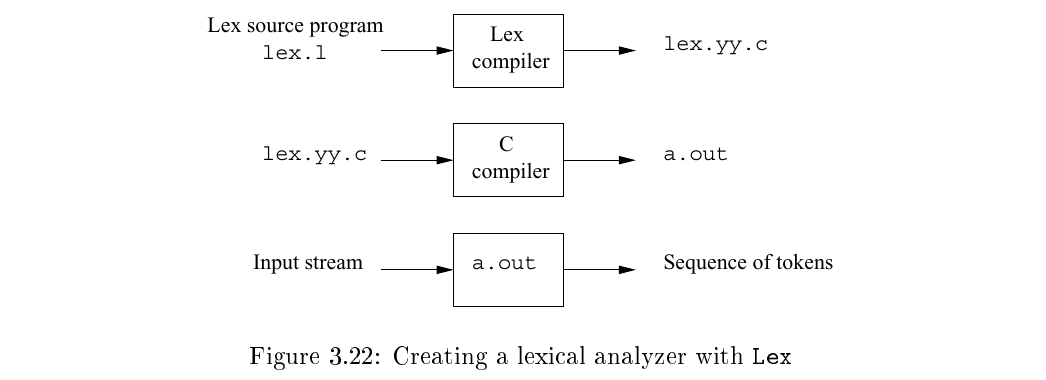 Lex source program
lex.l
Lex
compiler
lex.yy.c
lex.yy.c
C
compiler
a.out
Input stream
a.out
Sequence of tokens
Figure 3.22: Creating a lexical analyzer with Lex